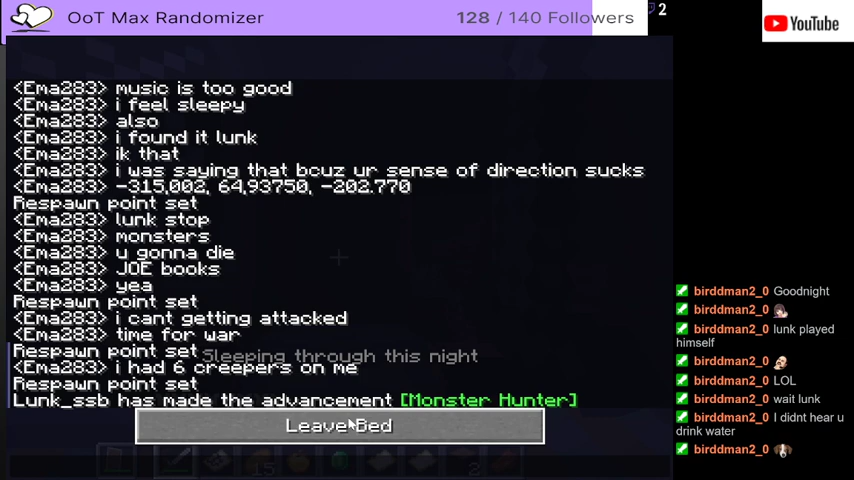 OoT Max Randomizer
128 / 140 Followers
2
YouTube
<Ema283> music is too good
<Ema283> i feel sleepy
<Ema283> also
<Ema283> i found it lunk
<Ema283> ik that
<Ema283> i was saying that bcuz ur sense of direction sucks
<Ema283> -315,002, 64,93750, -202.770
Respawn point set
<Ema283> lunk stop
<Ema283> monsters
<Ema283> u gonna die
<Ema283> JOE books
<Ema283> yea
Respawn point set
<Ema283> i cant getting attacked
<Ema283> time for war
Respawn point set
Sleeping through this night
<Ema283> i had 6 creepers on me
Respawn point set
Lunk_ssb has made the advancement [Monster Hunter]
Leave Bed
15
2
birddman2_0 Goodnight
birddman2_0
birddman2_0 lunk played
himself
birddman2_0
birddman2_0 LOL
birddman2_0 wait lunk
birddman2_0 I didnt hear u
drink water
birddman2_0